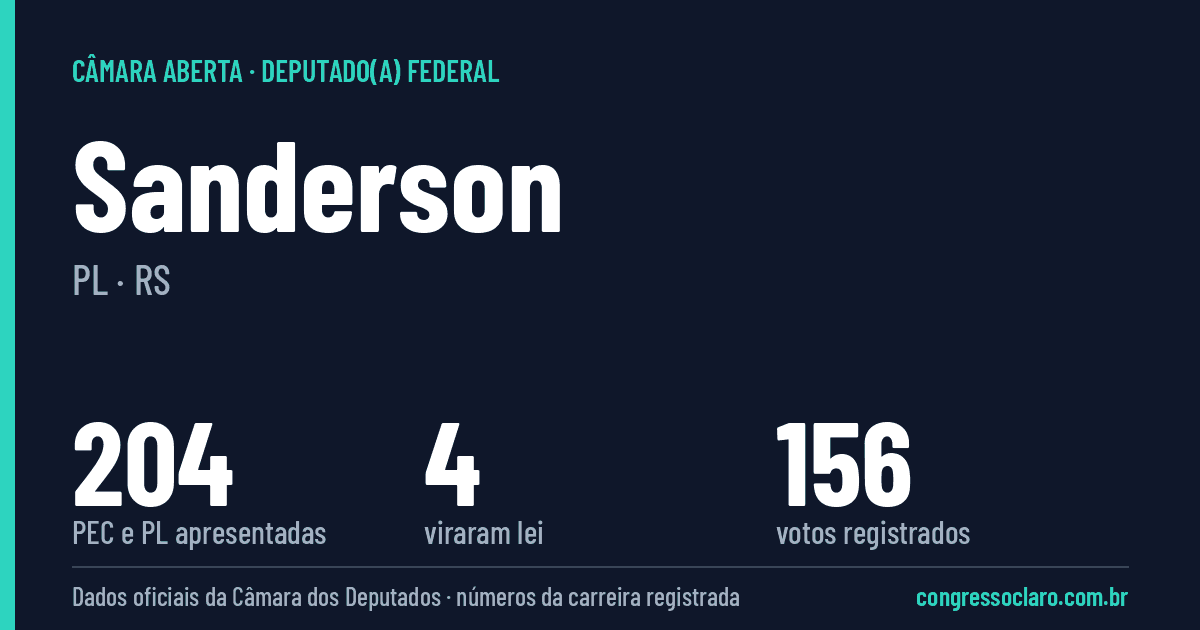 CÂMARA ABERTA · DEPUTADO(A) FEDERAL
Sanderson
PL · RS
204 4 156
PEC e PL apresentadas viraram lei votos registrados
Dados oficiais da Câmara dos Deputados · números da carreira registrada congressoclaro.com.br